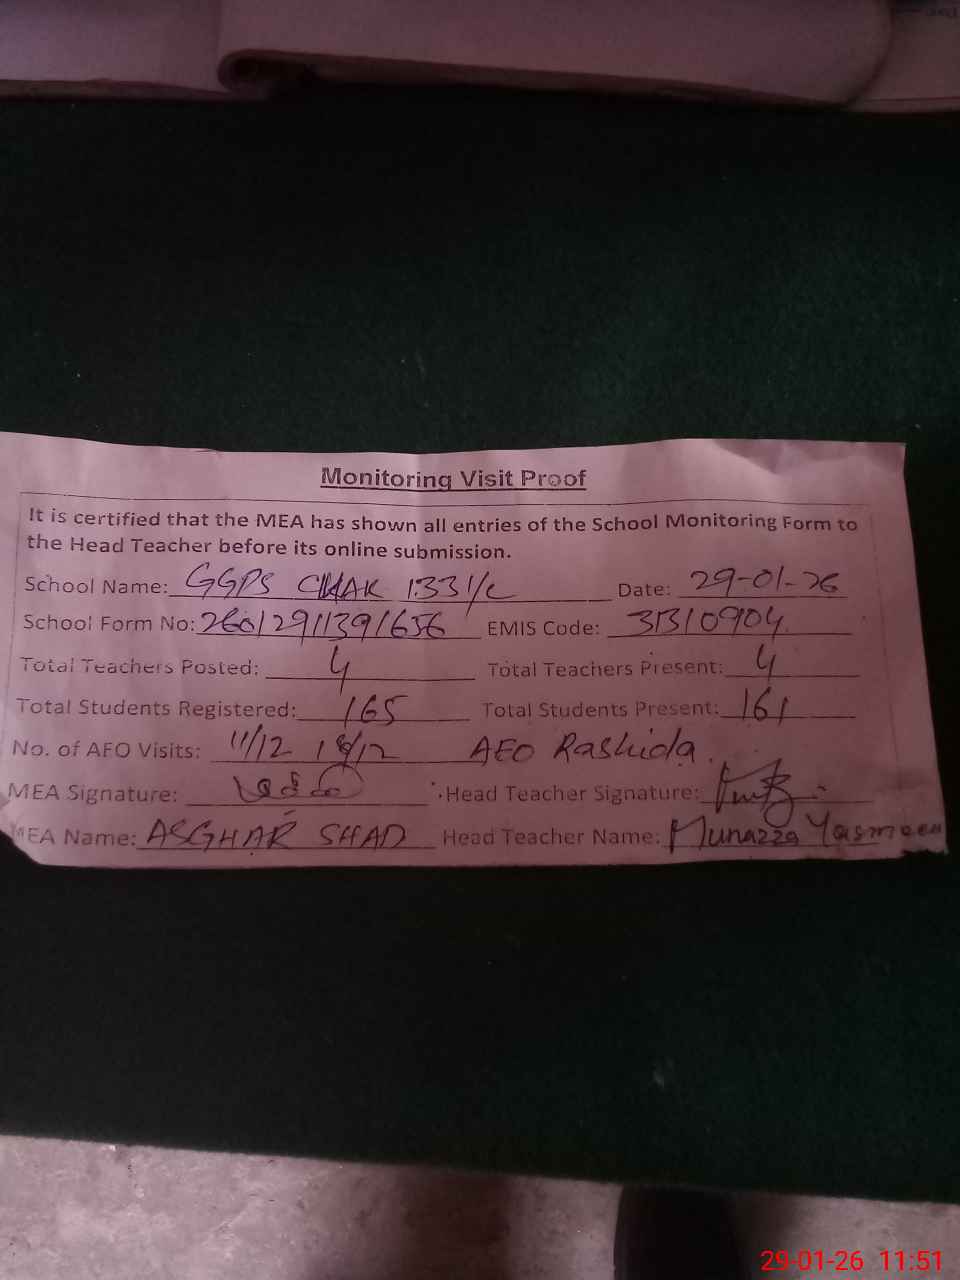 Monitoring Visit Proof
It is certified that the MEA has shown all entries of the School Monitoring Form to
the Head Teacher before its online submission.
School Name: GGPS CHAK 133 1/L Date: 29-01-26
School Form No: 26012911391656 EMIS Code: 31310904
Total Teachers Posted: 4 Total Teachers Present: 4
Total Students Registered: 165 Total Students Present: 161
No. of AEO Visits: 11/12 18/12 AEO Rashida
MEA Signature: Head Teacher Signature:
MEA Name: ASGHAR SHAD Head Teacher Name: Munazza Yasmeen
29-01-26 11:51